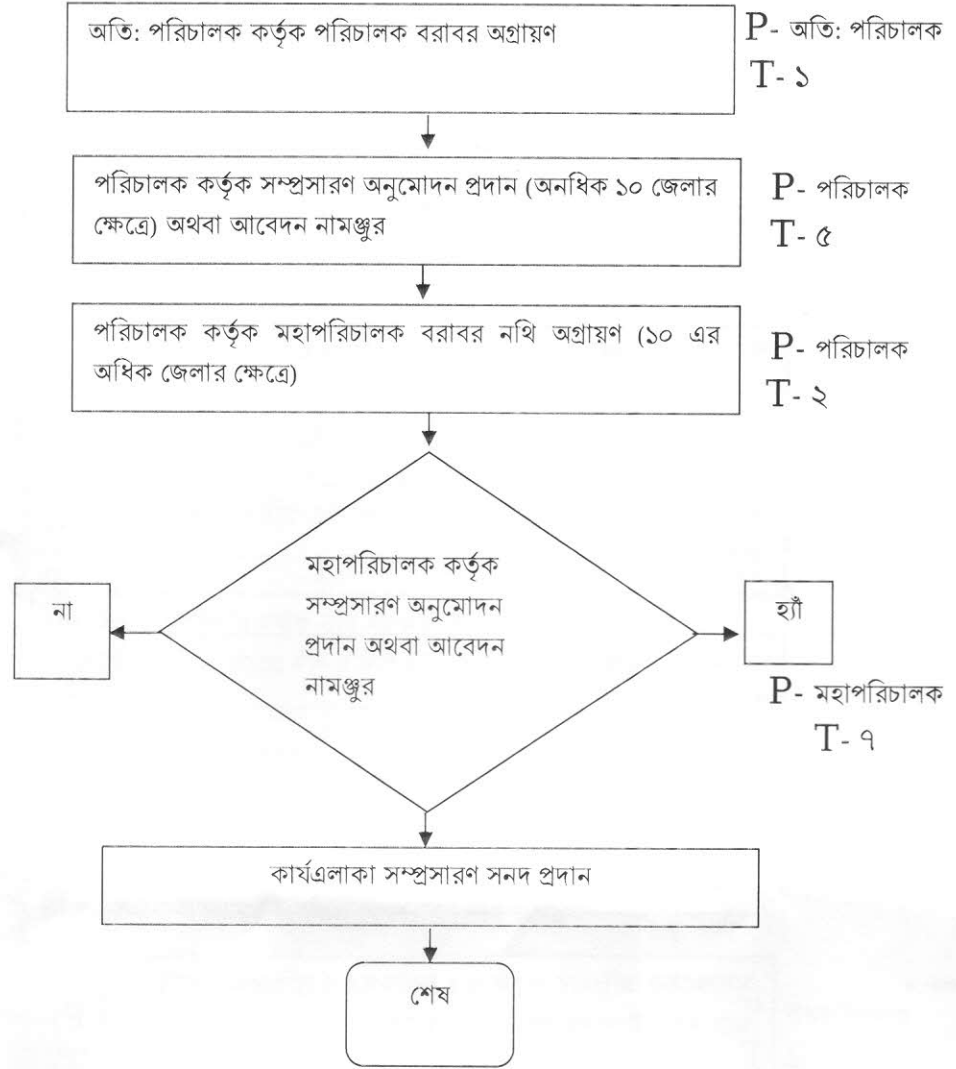 অতি: পরিচালক কর্তৃক পরিচালক বরাবর অগ্রায়ণ
P- অতি: পরিচালক
T- ১
পরিচালক কর্তৃক সম্প্রসারণ অনুমোদন প্রদান (অনধিক ১০ জেলার
ক্ষেত্রে) অথবা আবেদন নামঞ্জুর
P- পরিচালক
T- ৫
পরিচালক কর্তৃক মহাপরিচালক বরাবর নথি অগ্রায়ণ (১০ এর
অধিক জেলার ক্ষেত্রে)
P- পরিচালক
T- ২
মহাপরিচালক কর্তৃক
সম্প্রসারণ অনুমোদন
প্রদান অথবা আবেদন
নামঞ্জুর
না
হ্যাঁ
P- মহাপরিচালক
T- ৭
কার্যএলাকা সম্প্রসারণ সনদ প্রদান
শেষ